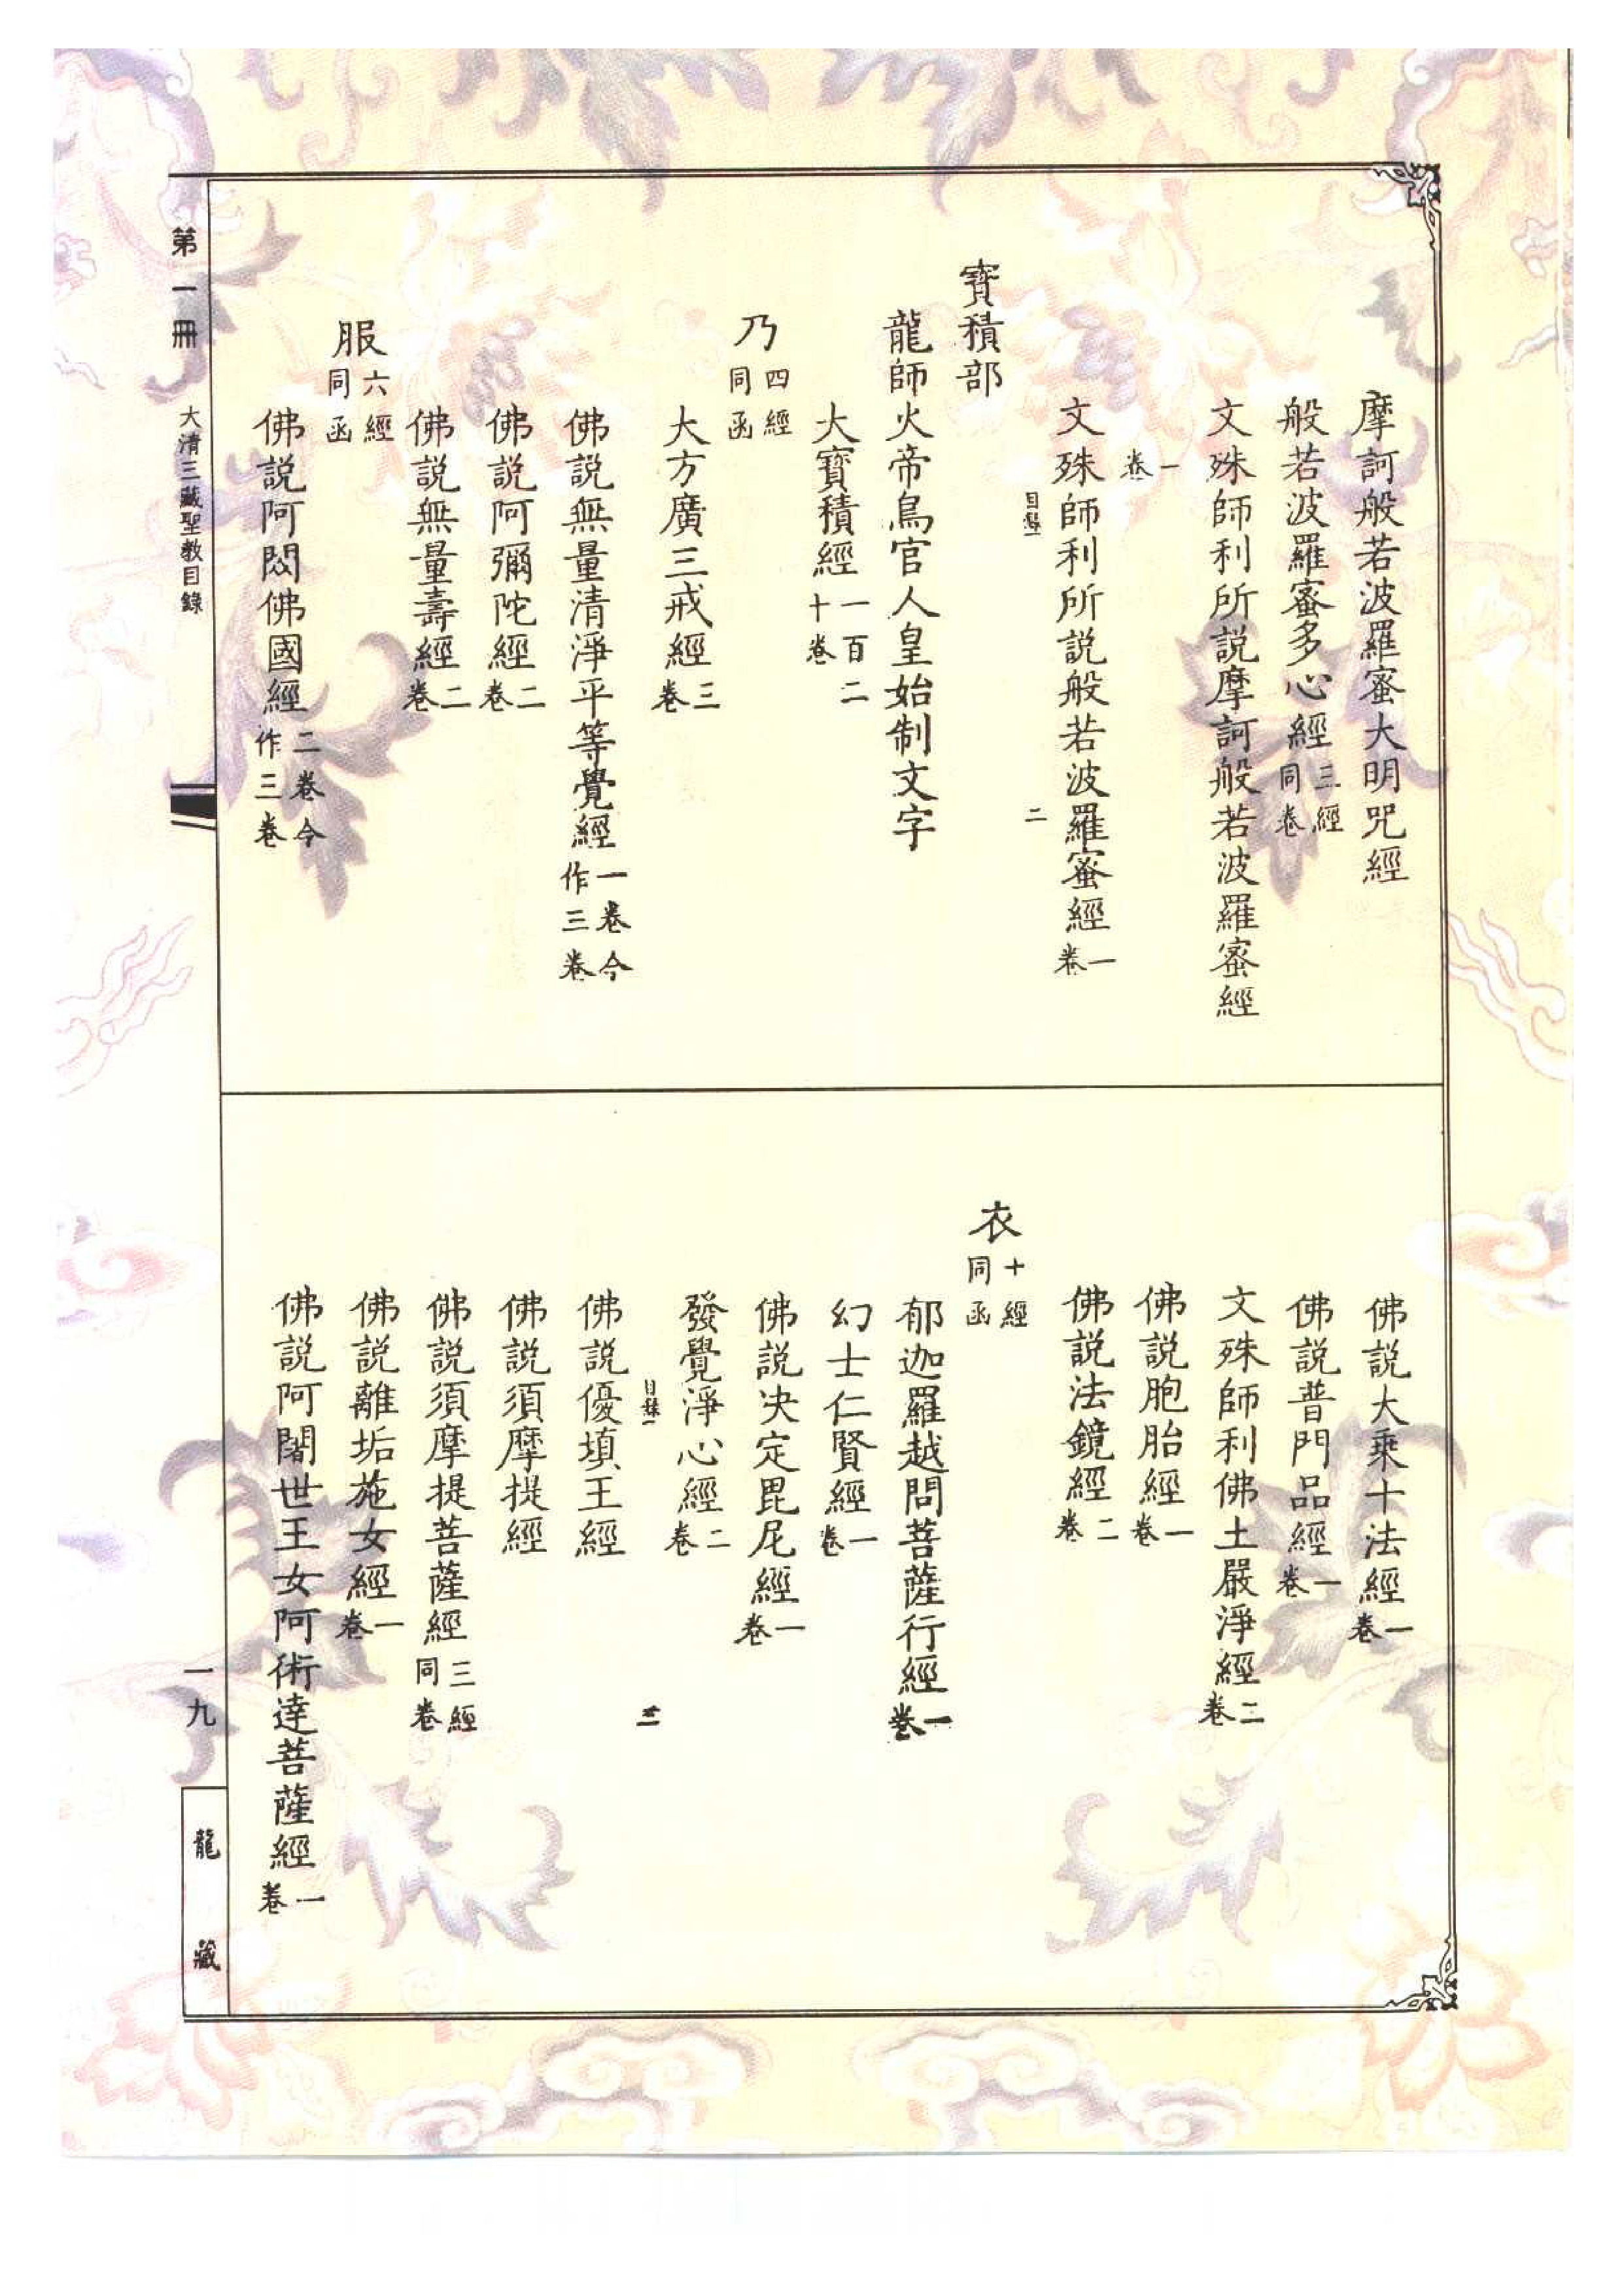 摩訶般若波羅蜜大明咒經
般若波羅蜜多心經三經同卷
文殊師利所說摩訶般若波羅蜜經
一卷
文殊師利所說般若波羅蜜經一卷
目錄一
二
寶積部
龍師火帝鳥官人皇始制文字
大寶積經一百二十卷
乃四經同函
大方廣三戒經三卷
佛說無量清淨平等覺經一卷今作三卷
佛說阿彌陀經二卷
佛說無量壽經二卷
服六經同函
佛說阿閦佛國經二卷今作三卷
佛說大乘十法經一卷
佛說普門品經一卷
文殊師利佛土嚴淨經二卷
佛說胞胎經一卷
佛說法鏡經二卷
衣十經同函
郁迦羅越問菩薩行經一卷
幻士仁賢經一卷
佛說決定毘尼經一卷
發覺淨心經二卷
目錄一
三
佛說優填王經
佛說須摩提經
佛說須摩提菩薩經三經同卷
佛說離垢施女經一卷
佛說阿闍世王女阿術達菩薩經一卷
第一冊
大清三藏聖教目錄
一九
龍藏